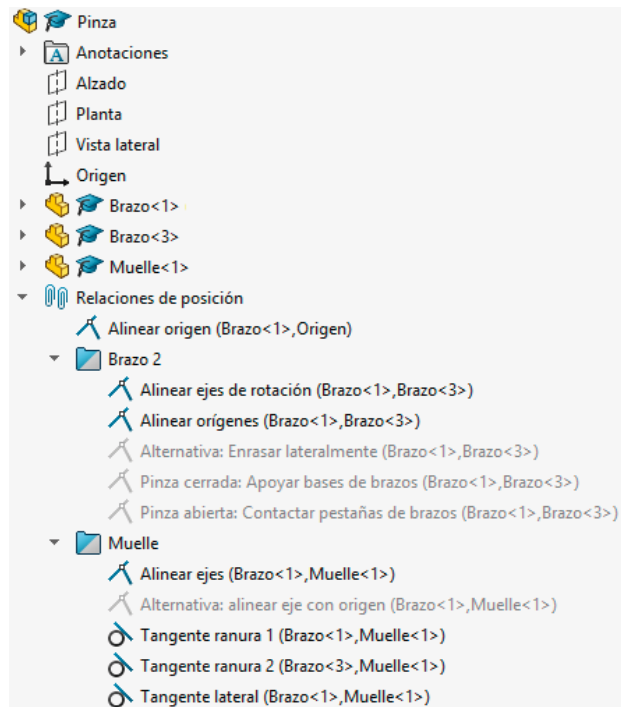 Pinza
Anotaciones
Alzado
Planta
Vista lateral
Origen
Brazo<1>
Brazo<3>
Muelle<1>
Relaciones de posición
Alinear origen (Brazo<1>,Origen)
Brazo 2
Alinear ejes de rotación (Brazo<1>,Brazo<3>)
Alinear orígenes (Brazo<1>,Brazo<3>)
Alternativa: Enrasar lateralmente (Brazo<1>,Brazo<3>)
Pinza cerrada: Apoyar bases de brazos (Brazo<1>,Brazo<3>)
Pinza abierta: Contactar pestañas de brazos (Brazo<1>,Brazo<3>)
Muelle
Alinear ejes (Brazo<1>,Muelle<1>)
Alternativa: alinear eje con origen (Brazo<1>,Muelle<1>)
Tangente ranura 1 (Brazo<1>,Muelle<1>)
Tangente ranura 2 (Brazo<3>,Muelle<1>)
Tangente lateral (Brazo<1>,Muelle<1>)